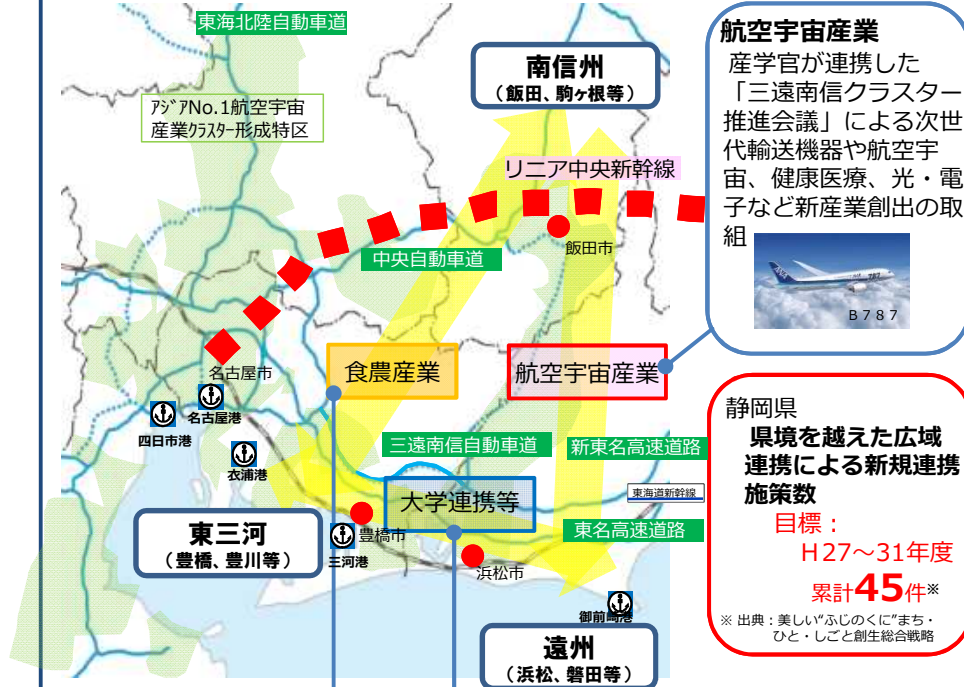 東海北陸自動車道
アジアNo.1航空宇宙
産業クラスター形成特区
南信州
（飯田、駒ヶ根等）
リニア中央新幹線
飯田市
中央自動車道
名古屋市
名古屋港
四日市港
衣浦港
食農産業
航空宇宙産業
三遠南信自動車道
新東名高速道路
東海道新幹線
大学連携等
東名高速道路
東三河
（豊橋、豊川等）
豊橋市
三河港
浜松市
御前崎港
遠州
（浜松、磐田等）
航空宇宙産業
産学官が連携した
「三遠南信クラスター
推進会議」による次世
代輸送機器や航空宇
宙、健康医療、光・電
子など新産業創出の取
組
ANA
787
Ｂ７８７
静岡県
県境を越えた広域
連携による新規連携
施策数
目標：
Ｈ27～31年度
累計45件※
※ 出典：美しい“ふじのくに”まち・
ひと・しごと創生総合戦略